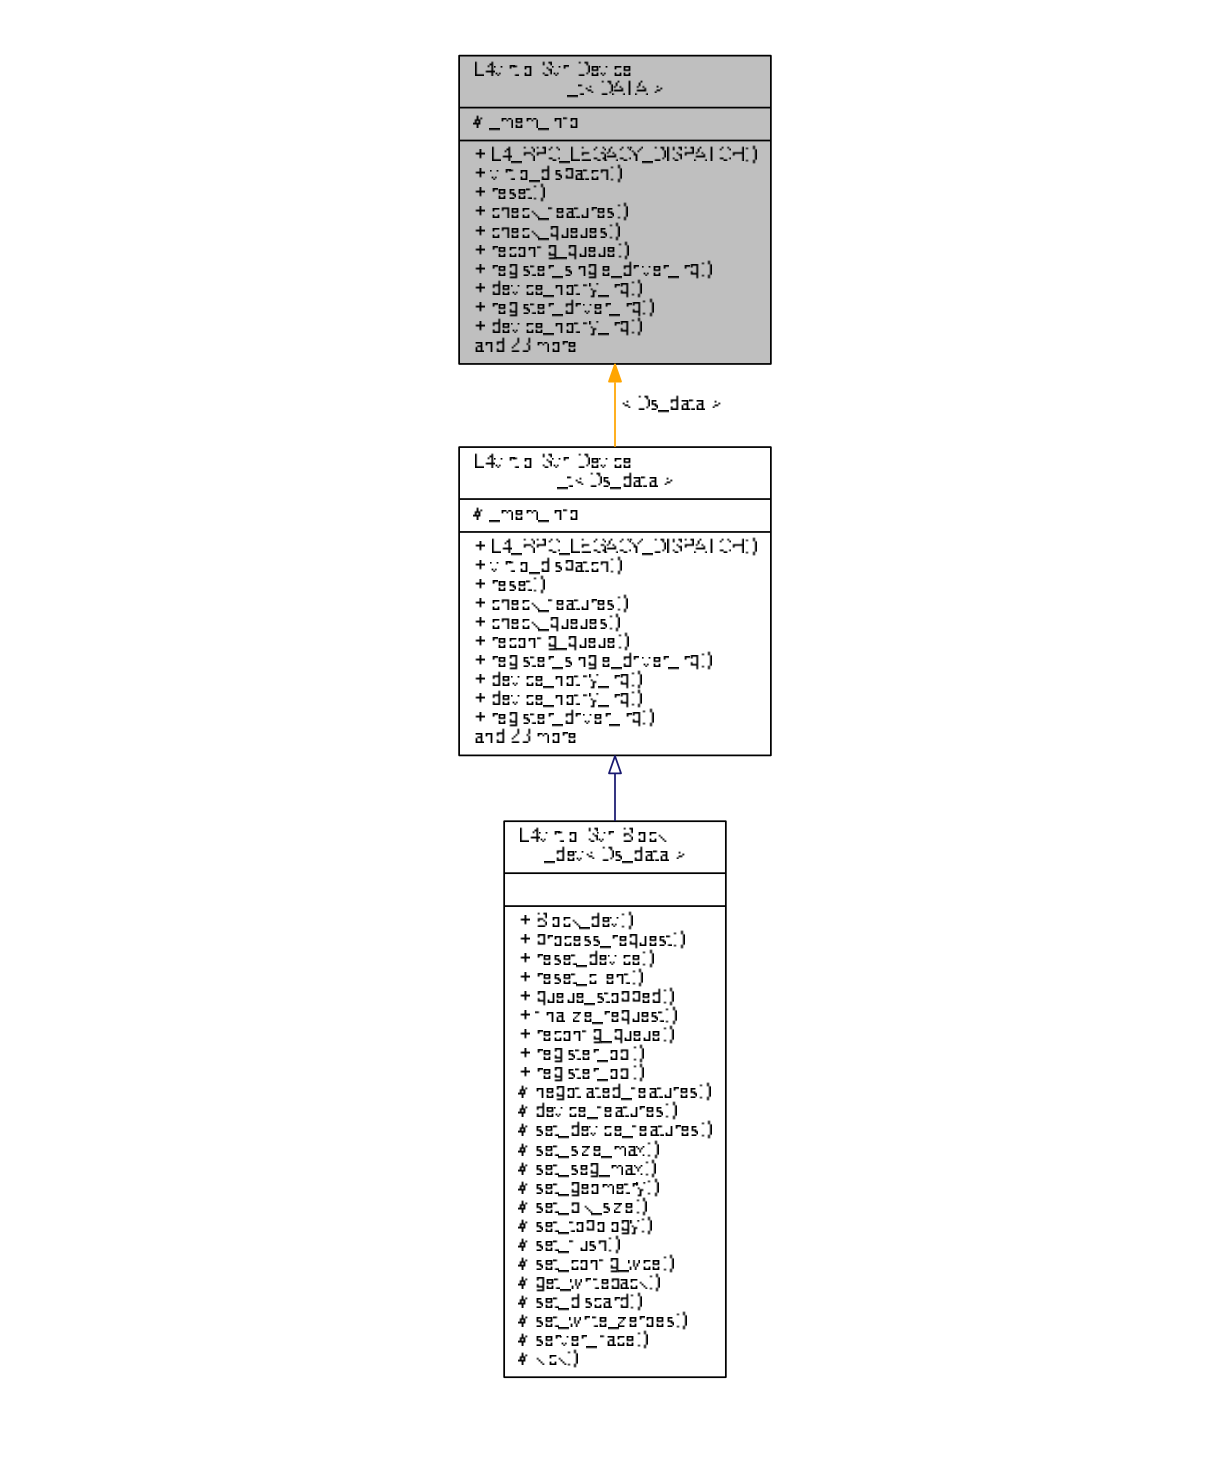 L4virtio::Svr::Device
_t< DATA >
# _mem_info
+ L4_RPC_LEGACY_DISPATCH()
+ virtio_dispatch()
+ reset()
+ check_features()
+ check_queues()
+ reconfig_queue()
+ register_single_driver_irq()
+ device_notify_irq()
+ register_driver_irq()
+ device_notify_irq()
and 23 more
< Ds_data >
L4virtio::Svr::Device
_t< Ds_data >
# _mem_info
+ L4_RPC_LEGACY_DISPATCH()
+ virtio_dispatch()
+ reset()
+ check_features()
+ check_queues()
+ reconfig_queue()
+ register_single_driver_irq()
+ device_notify_irq()
+ device_notify_irq()
+ register_driver_irq()
and 23 more
L4virtio::Svr::Block
_dev< Ds_data >
+ Block_dev()
+ process_request()
+ reset_device()
+ reset_client()
+ queue_stopped()
+ finalize_request()
+ reconfig_queue()
+ register_obj()
+ register_obj()
# negotiated_features()
# device_features()
# set_device_features()
# set_size_max()
# set_seg_max()
# set_geometry()
# set_blk_size()
# set_topology()
# set_flush()
# set_config_wce()
# get_writeback()
# set_discard()
# set_write_zeroes()
# server_iface()
# kick()